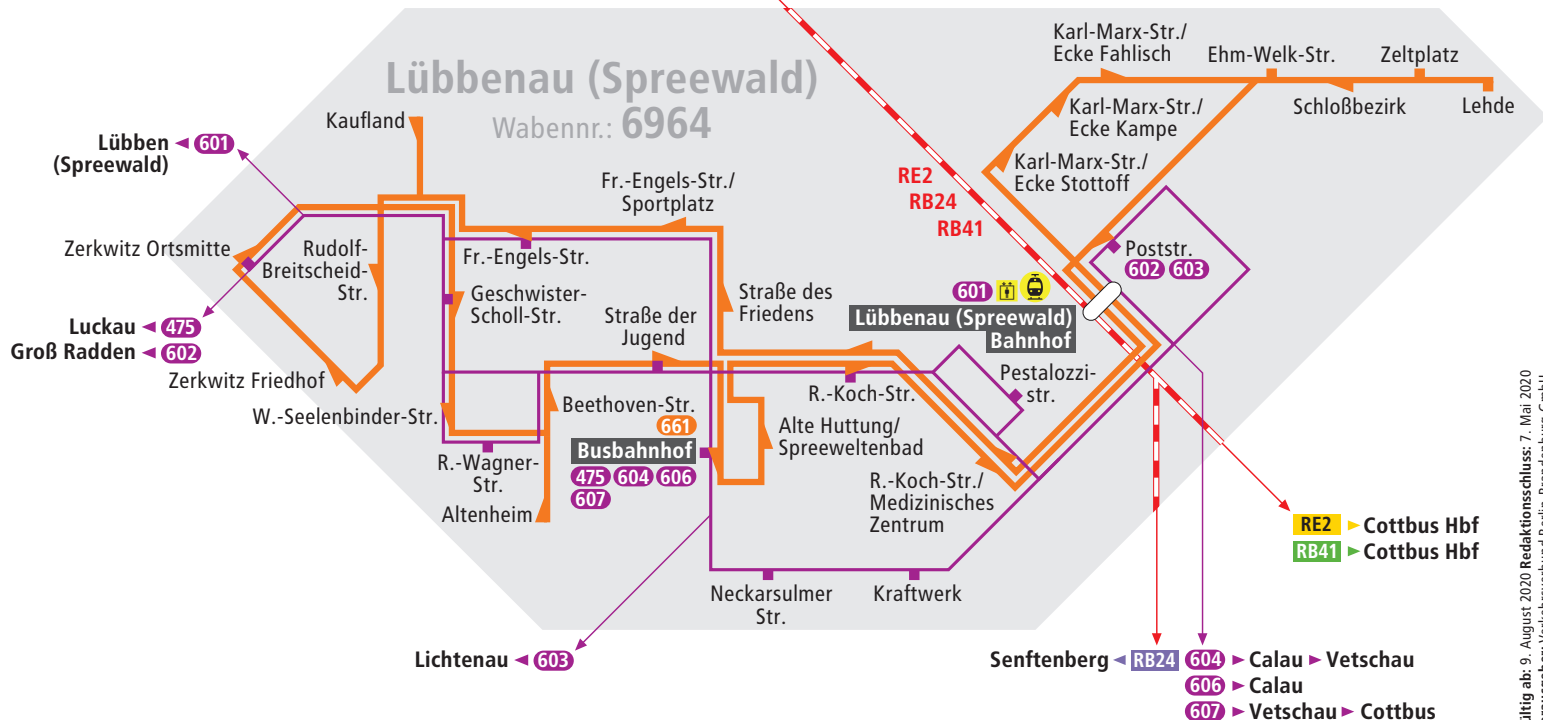 Lübbenau (Spreewald)
Wabennr.: 6964
Karl-Marx-Str./
Ecke Fahlisch
Ehm-Welk-Str.
Zeltplatz
Karl-Marx-Str./
Ecke Kampe
Schloßbezirk
Lehde
Karl-Marx-Str./
Ecke Stottoff
Kaufland
Lübben
(Spreewald)
601
RE2
RB24
RB41
Fr.-Engels-Str./
Sportplatz
Zerkwitz Ortsmitte
Rudolf-
Breitscheid-
Str.
Fr.-Engels-Str.
Poststr.
602 603
Geschwister-
Scholl-Str.
Straße der
Jugend
Straße des
Friedens
601
Lübbenau (Spreewald)
Bahnhof
Luckau 475
Groß Radden 602
Zerkwitz Friedhof
W.-Seelenbinder-Str.
Beethoven-Str.
661
Busbahnhof
475 604 606
607
R.-Koch-Str.
Pestalozzi-
str.
Alte Huttung/
Spreeweltenbad
R.-Wagner-
Str.
Altenheim
R.-Koch-Str./
Medizinisches
Zentrum
RE2 Cottbus Hbf
RB41 Cottbus Hbf
Neckarsulmer
Str.
Kraftwerk
Lichtenau 603
Senftenberg RB24
604 Calau Vetschau
606 Calau
607 Vetschau Cottbus
ültig ab: 9. August 2020 Redaktionsschluss: 7. Mai 2020
Verkehrsverbund Berlin-Brandenburg GmbH